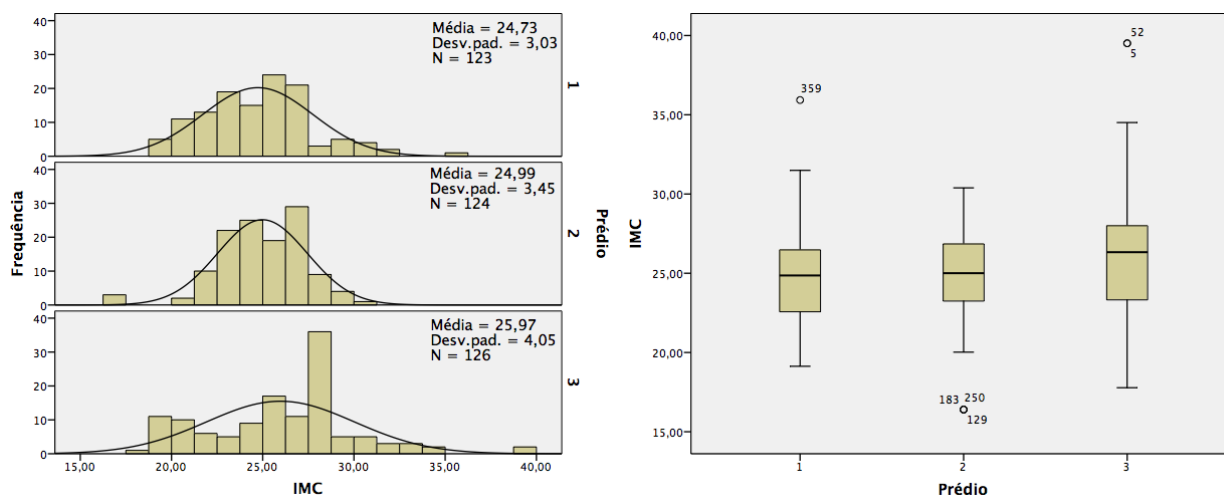 40
30
20
10
0
Média = 24,73
Desv.pad. = 3,03
N = 123
1
40
30
20
10
0
Média = 24,99
Desv.pad. = 3,45
N = 124
2
40
30
20
10
0
Média = 25,97
Desv.pad. = 4,05
N = 126
3
Frequência
Prédio
15,00 20,00 25,00 30,00 35,00 40,00
IMC
IMC
40,00
35,00
30,00
25,00
20,00
15,00
359
183 250
129
52
5
1 2 3
Prédio